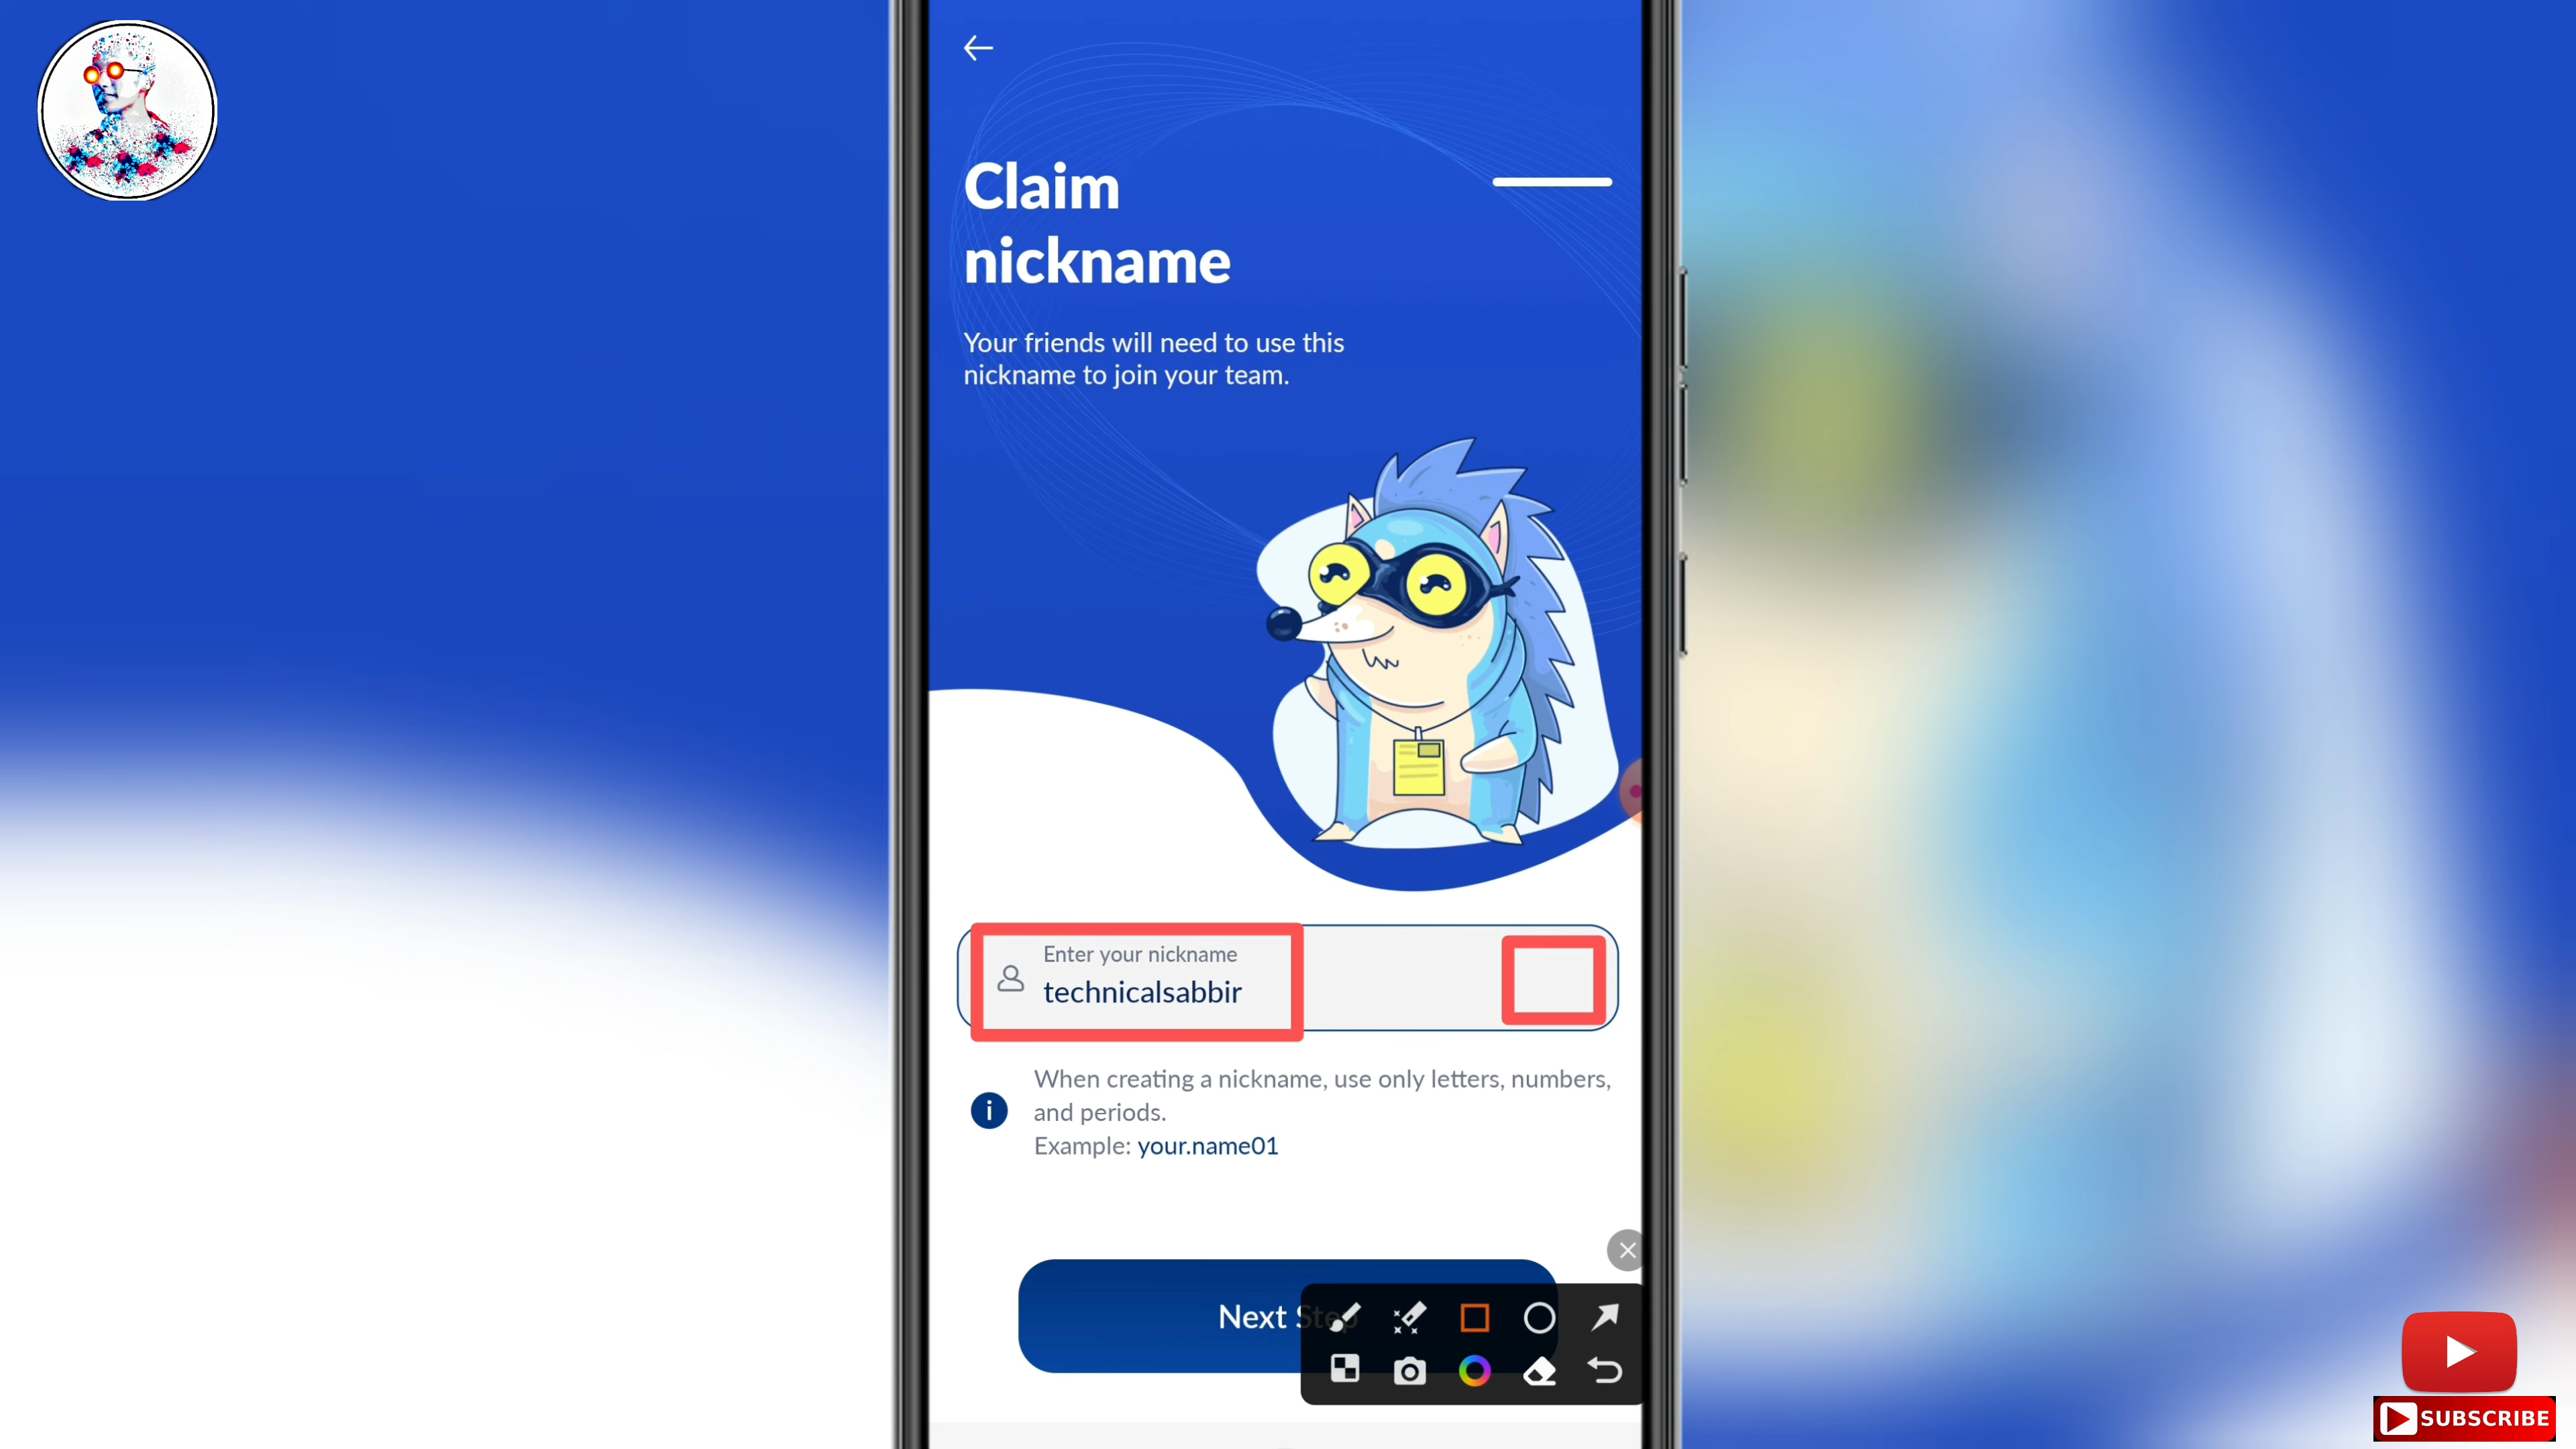 Claim
nickname
Your friends will need to use this
nickname to join your team.
Enter your nickname
technicalsabbir
When creating a nickname, use only letters, numbers,
and periods.
Example: your.name01
Next Step
SUBSCRIBE